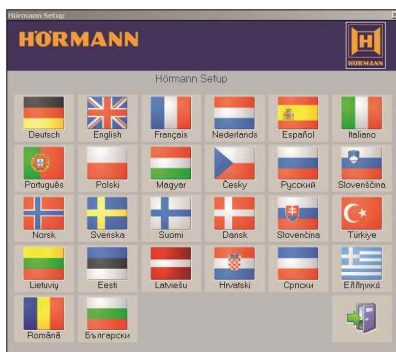 Hörmann Setup
HÖRMANN
HÖRMANN
Hörmann Setup
Deutsch English Français Nederlands Español Italiano
Português Polski Magyar Česky Русский Slovenščina
Norsk Svenska Suomi Dansk Slovenčina Türkiye
Lietuvių Eesti Latviešu Hrvatski Српски Ελληνικά
Română Български